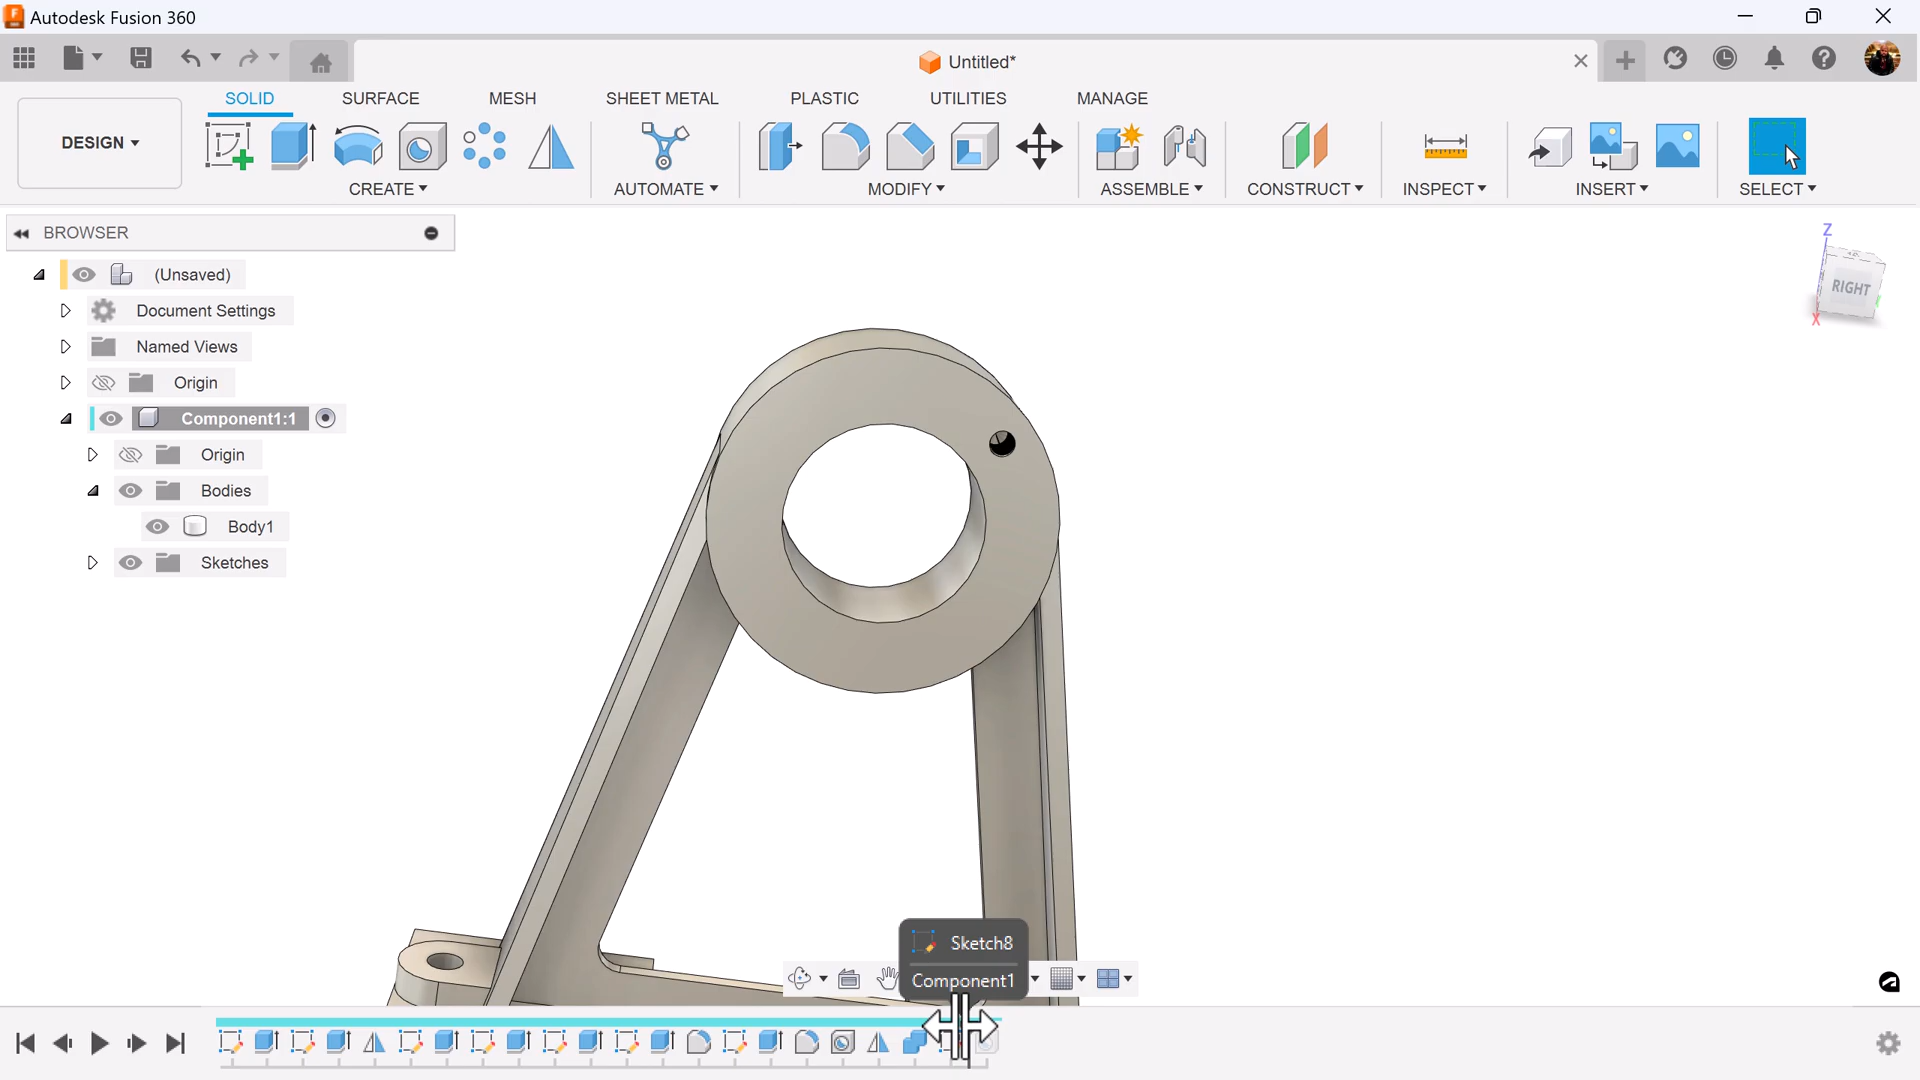 Autodesk Fusion 360
Untitled*
SOLID SURFACE MESH SHEET METAL PLASTIC UTILITIES MANAGE
DESIGN
CREATE AUTOMATE MODIFY ASSEMBLE CONSTRUCT INSPECT INSERT SELECT
BROWSER
(Unsaved)
Document Settings
Named Views
Origin
Component1:1
Origin
Bodies
Body1
Sketches
Z
RIGHT
X
Sketch8
Component1